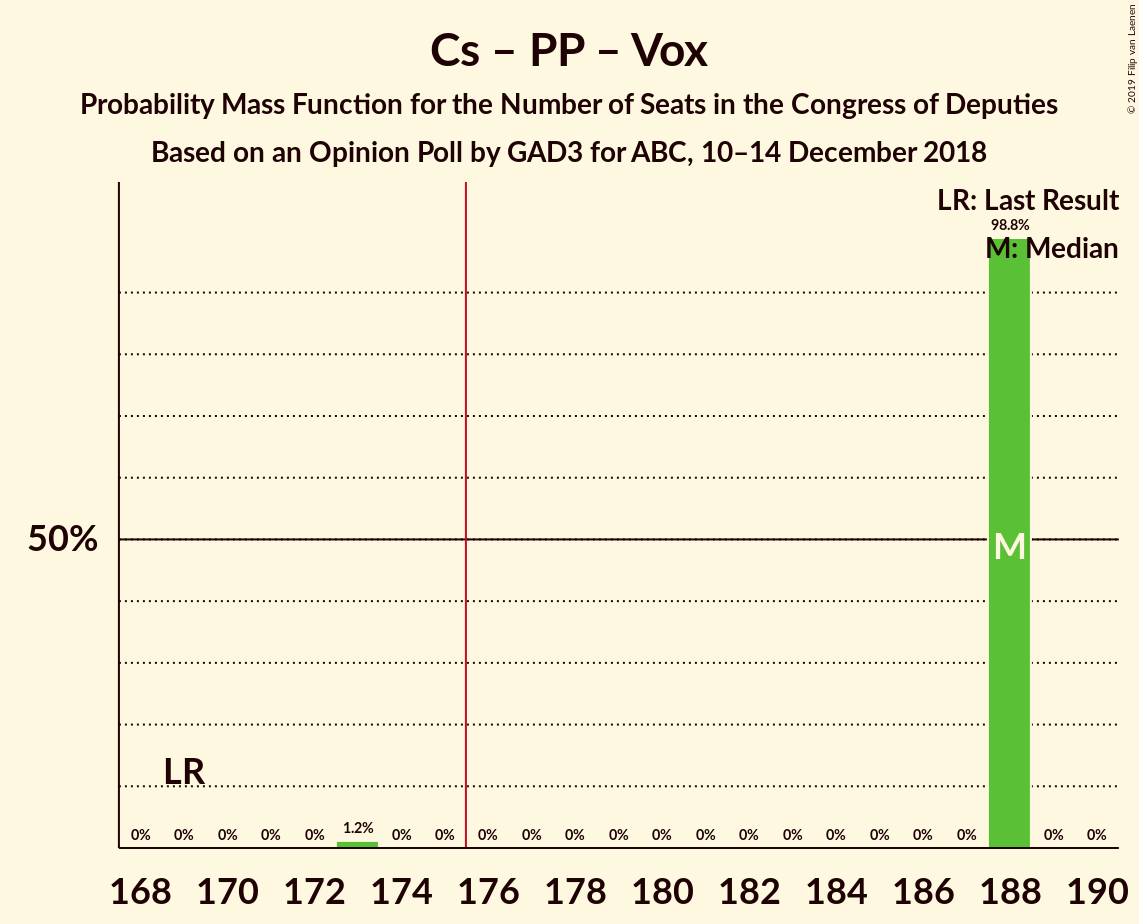 Cs – PP – Vox
Probability Mass Function for the Number of Seats in the Congress of Deputies
Based on an Opinion Poll by GAD3 for ABC, 10–14 December 2018
© 2019 Filip van Laenen
LR: Last Result
98.8%
M: Median
50%
M
LR
0% 0% 0% 0% 0% 1.2% 0% 0% 0% 0% 0% 0% 0% 0% 0% 0% 0% 0% 0% 0% 0% 0%
168 170 172 174 176 178 180 182 184 186 188 190